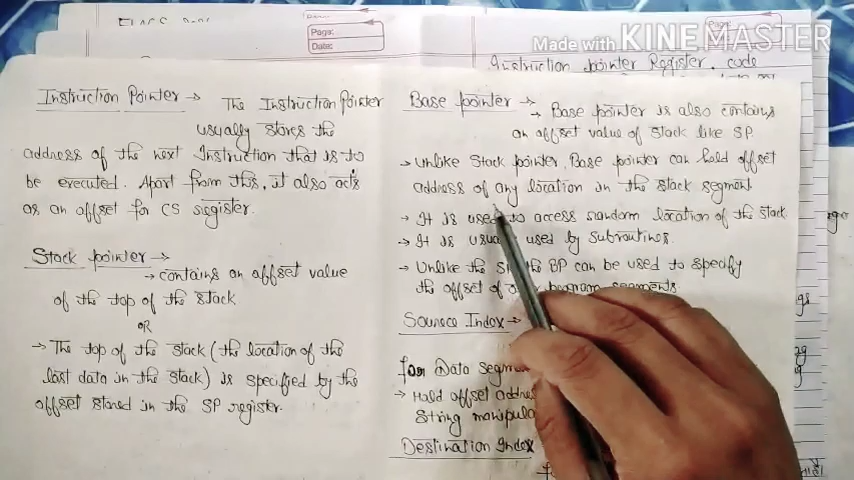 Page:
Date:
Page:
Made with KINEMASTER
Instruction pointer Register, code
Instruction Pointer → The Instruction Pointer
usually stores the
address of the next Instruction that is to
be executed. Apart from this, it also acts
as an offset for CS register.
Stack pointer
→ contains an offset value
of the top of the stack
OR
→ The top of the stack (the location of the
last data in the stack) is specified by the
offset stored in the SP register.
Base pointer →
→ Base pointer is also contains
an offset value of stack like SP.
→ Unlike Stack pointer, Base pointer can hold offset
address of any location in the stack segment
→ It is used to access random location of the stack.
→ It is used by subroutines.
→ Unlike the the BP can be used to specify
the offset of program segments
Source Index →
for Data
→ Hold offset
String
Destination Index